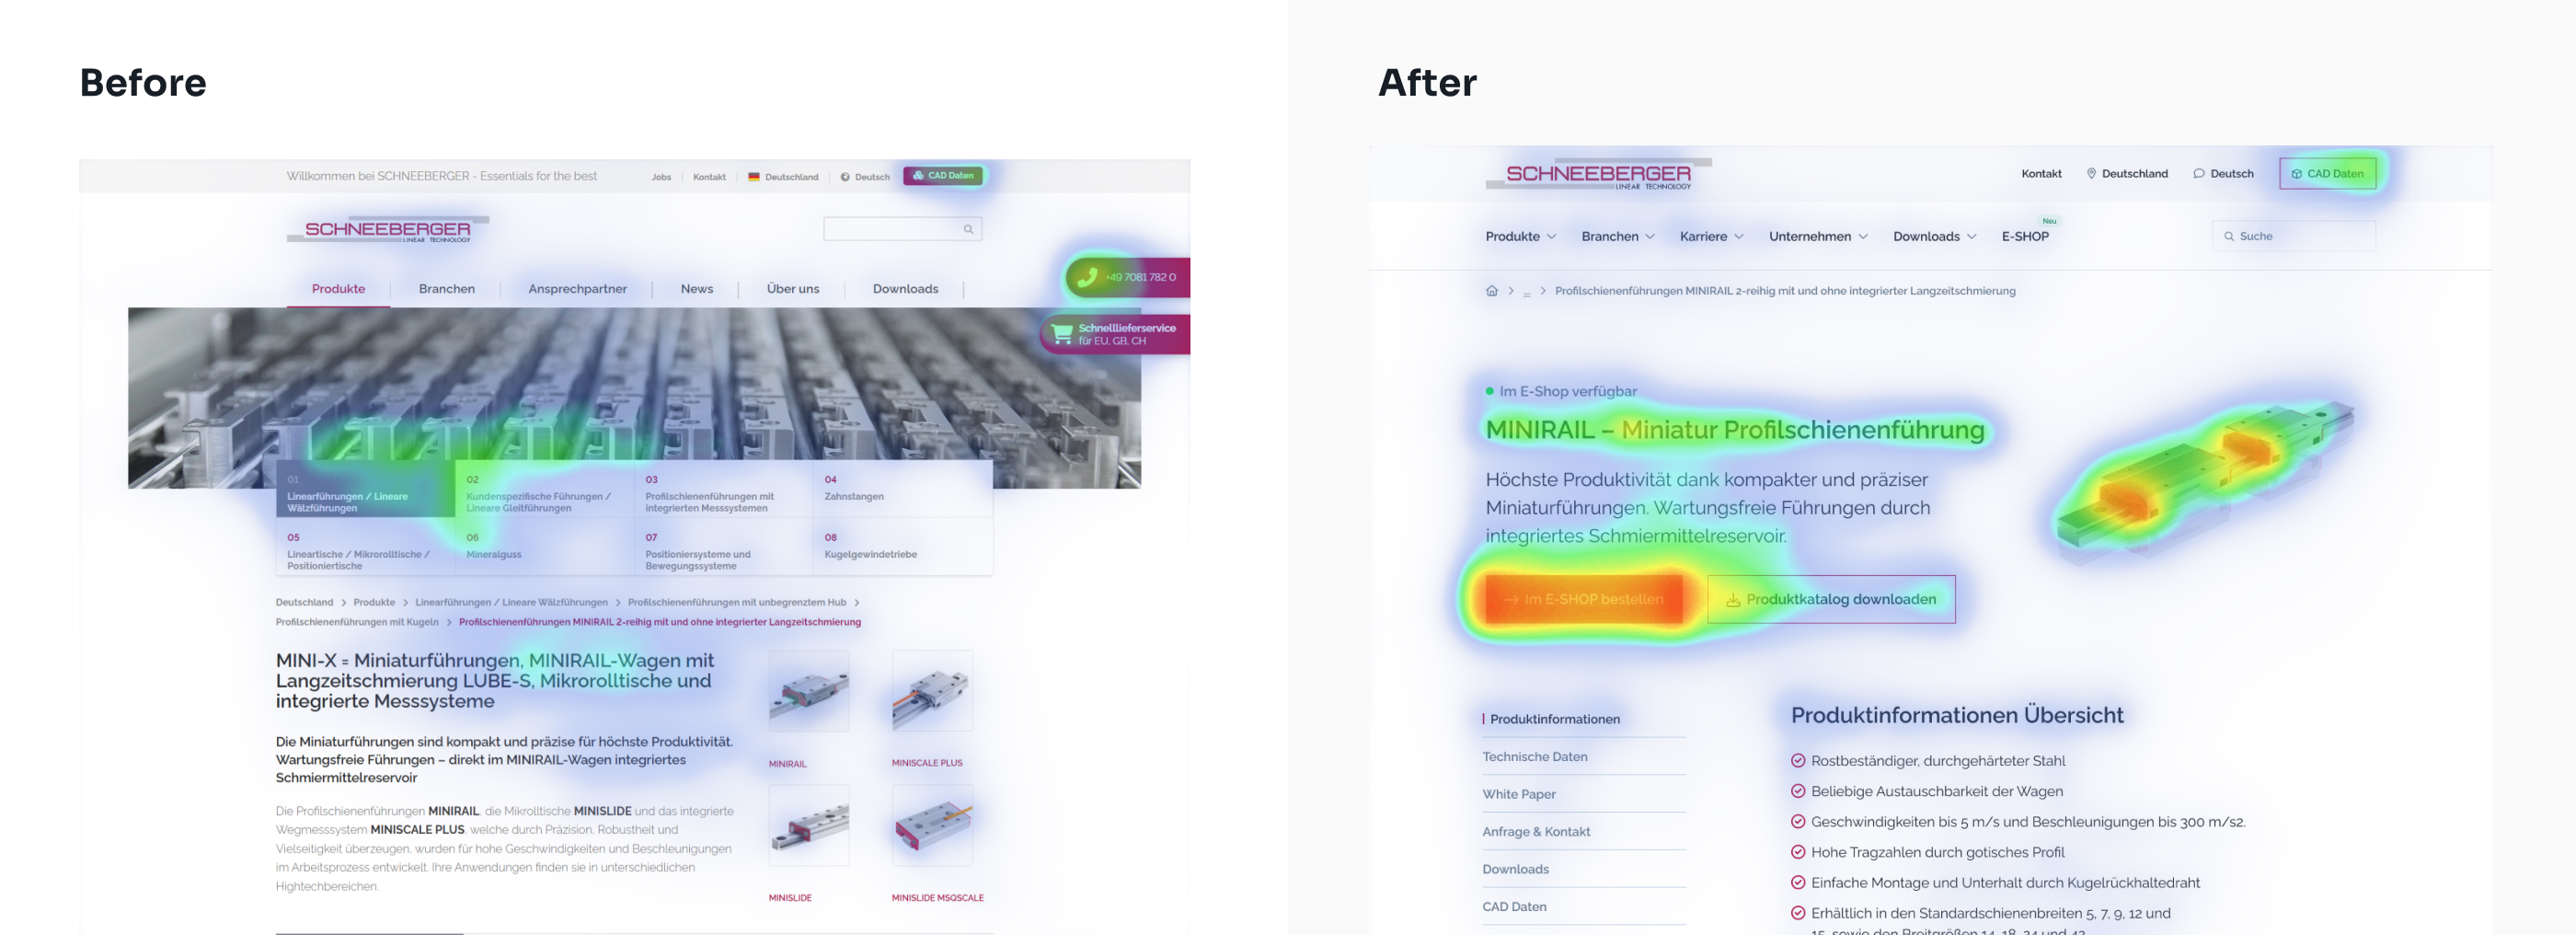 Before
Willkommen bei SCHNEEBERGER - Essentials for the best
Jobs
Kontakt
Deutschland
Deutsch
CAD Daten
SCHNEEBERGER
LINEAR TECHNOLOGY
+49 7081 782 0
Produkte
Branchen
Ansprechpartner
News
Über uns
Downloads
Schnelllieferservice
für EU, GB, CH
01
Linearführungen / Lineare
Wälzführungen
02
Kundenspezifische Führungen /
Lineare Gleitführungen
03
Profilschienenführungen mit
integrierten Messsystemen
04
Zahnstangen
05
Lineartische / Mikrorolltische /
Positioniertische
06
Mineralguss
07
Positioniersysteme und
Bewegungssysteme
08
Kugelgewindetriebe
Deutschland > Produkte > Linearführungen / Lineare Wälzführungen > Profilschienenführungen mit unbegrenztem Hub >
Profilschienenführungen mit Kugeln > Profilschienenführungen MINIRAIL 2-reihig mit und ohne integrierter Langzeitschmierung
MINI-X = Miniaturführungen, MINIRAIL-Wagen mit
Langzeitschmierung LUBE-S, Mikrorolltische und
integrierte Messsysteme
Die Miniaturführungen sind kompakt und präzise für höchste Produktivität.
Wartungsfreie Führungen – direkt im MINIRAIL-Wagen integriertes
Schmiermittelreservoir
Die Profilschienenführungen MINIRAIL, die Mikrolltische MINISLIDE und das integrierte
Wegmesssystem MINISCALE PLUS, welche durch Präzision, Robustheit und
Vielseitigkeit überzeugen, wurden für hohe Geschwindigkeiten und Beschleunigungen
im Arbeitsprozess entwickelt. Ihre Anwendungen finden sie in unterschiedlichen
Hightechbereichen.
MINIRAIL
MINISCALE PLUS
MINISLIDE
MINISLIDE MSQSCALE
After
SCHNEEBERGER
LINEAR TECHNOLOGY
Kontakt
Deutschland
Deutsch
CAD Daten
Produkte
Branchen
Karriere
Unternehmen
Downloads
E-SHOP
Neu
Suche
> ... > Profilschienenführungen MINIRAIL 2-reihig mit und ohne integrierter Langzeitschmierung
Im E-Shop verfügbar
MINIRAIL – Miniatur Profilschienenführung
Höchste Produktivität dank kompakter und präziser
Miniaturführungen. Wartungsfreie Führungen durch
integriertes Schmiermittelreservoir.
→ Im E-SHOP bestellen
Produktkatalog downloaden
Produktinformationen
Technische Daten
White Paper
Anfrage & Kontakt
Downloads
CAD Daten
Produktinformationen Übersicht
Rostbeständiger, durchgehärteter Stahl
Beliebige Austauschbarkeit der Wagen
Geschwindigkeiten bis 5 m/s und Beschleunigungen bis 300 m/s2.
Hohe Tragzahlen durch gotisches Profil
Einfache Montage und Unterhalt durch Kugelrückhaltedraht
Erhältlich in den Standardschienenbreiten 5, 7, 9, 12 und
15, sowie den Breitgrößen 14, 18, 24 und 42